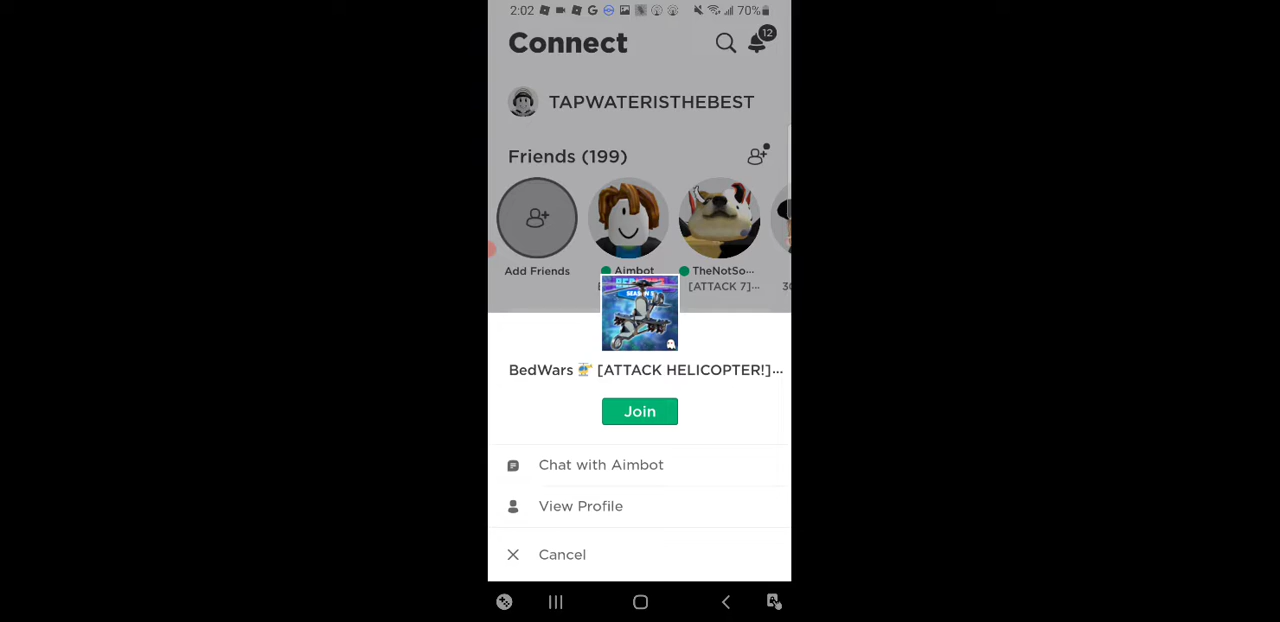 2:02
70%
Connect
12
TAPWATERISTHEBEST
Friends (199)
Add Friends
Aimbot
TheNotSo...
[ATTACK 7]...
BedWars 🚁 [ATTACK HELICOPTER!]...
Join
Chat with Aimbot
View Profile
Cancel